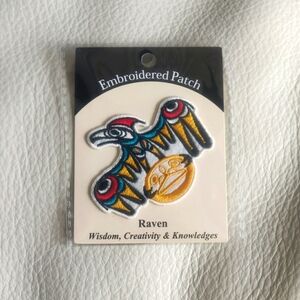 Embroidered Patch
Raven
Wisdom, Creativity & Knowledges